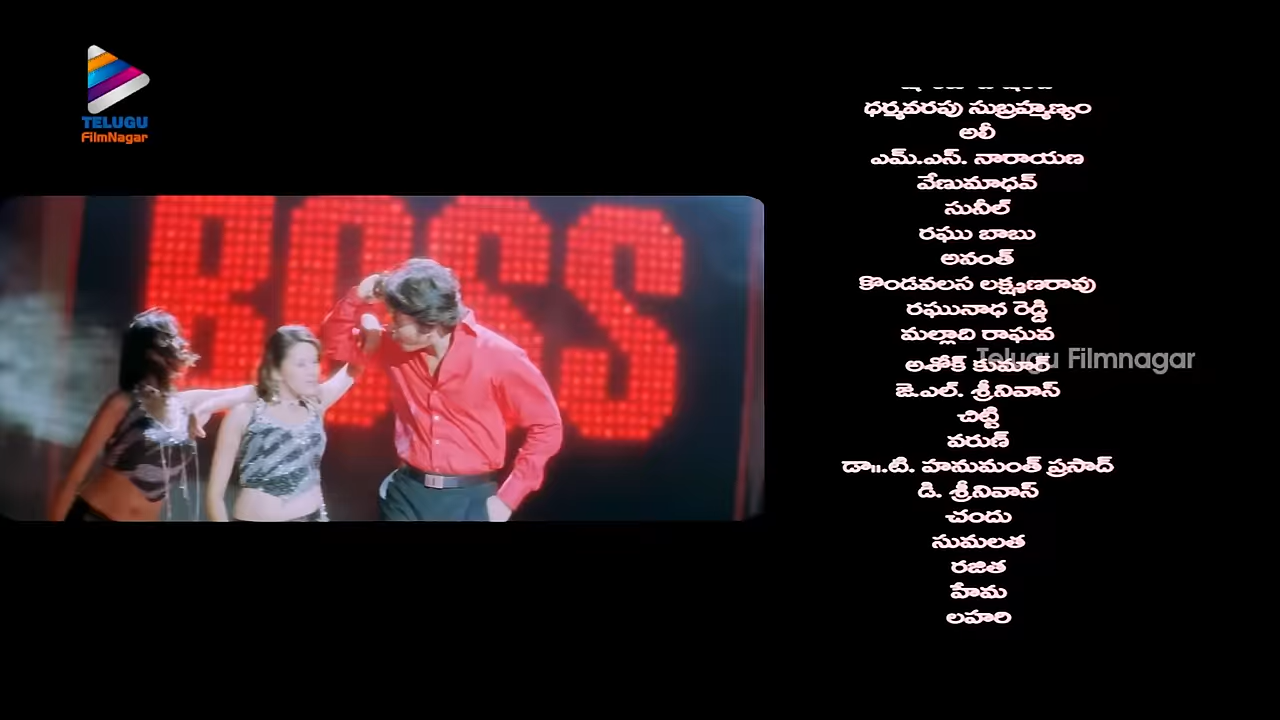 TELUGU
FilmNagar
BOSS
ధర్మవరపు సుబ్రహ్మణ్యం
అలీ
ఎమ్.ఎస్. నారాయణ
వేణుమాధవ్
సునీల్
రఘు బాబు
అనంత్
కొండవలస లక్ష్మణరావు
రఘునాధ రెడ్డి
మల్లాది రాఘవ
Telugu Filmnagar
అశోక్ కుమార్
జె.ఎల్. శ్రీనివాస్
చిట్టి
వరుణ్
డా॥.టి. హనుమంత్ ప్రసాద్
డి. శ్రీనివాస్
చందు
సుమలత
రజిత
హేమ
లహరి